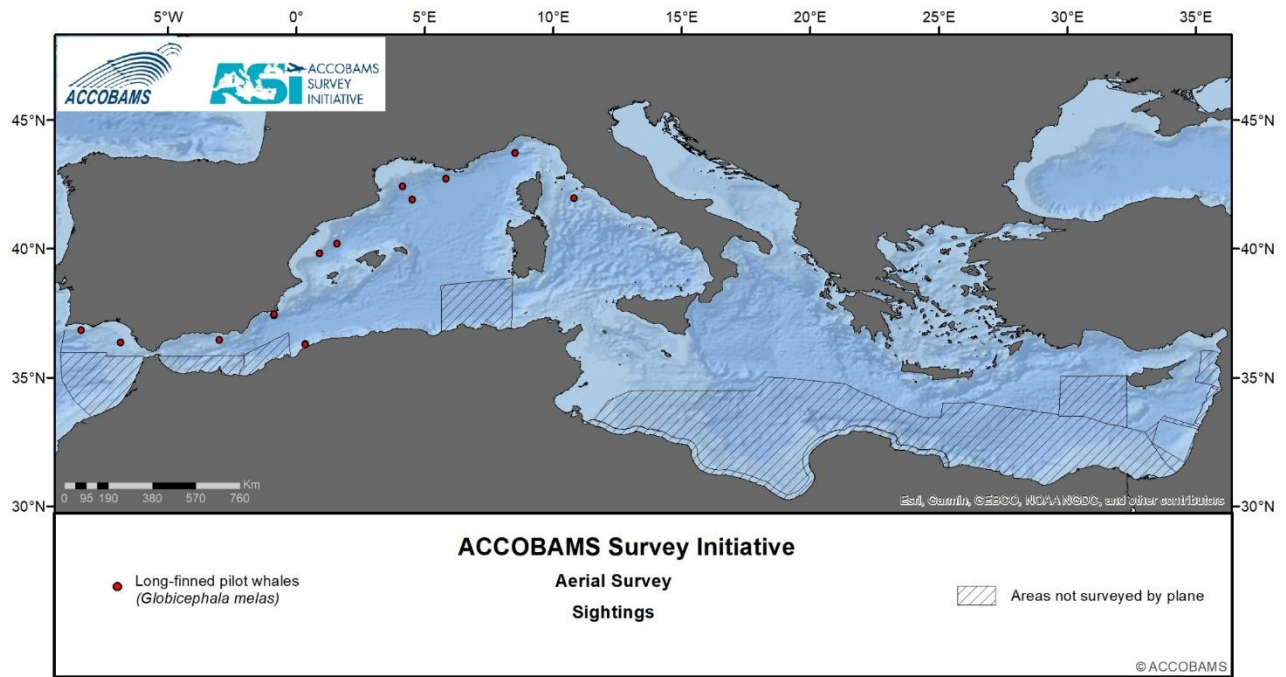 5°W 0° 5°E 10°E 15°E 20°E 25°E 30°E 35°E
ACCOBAMS
ASI
ACCOBAMS
SURVEY
INITIATIVE
45°N 45°N
40°N 40°N
35°N 35°N
30°N 30°N
Km
0 95 190 380 570 760
Esri, Garmin, GEBCO, NOAA NGDC, and other contributors
ACCOBAMS Survey Initiative
Aerial Survey
Sightings
Long-finned pilot whales
(Globicephala melas)
Areas not surveyed by plane
© ACCOBAMS